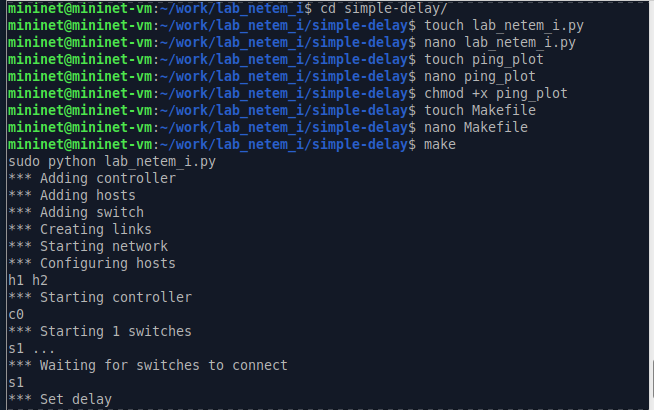 mininet@mininet-vm:~/work/lab_netem_i$ cd simple-delay/
mininet@mininet-vm:~/work/lab_netem_i/simple-delay$ touch lab_netem_i.py
mininet@mininet-vm:~/work/lab_netem_i/simple-delay$ nano lab_netem_i.py
mininet@mininet-vm:~/work/lab_netem_i/simple-delay$ touch ping_plot
mininet@mininet-vm:~/work/lab_netem_i/simple-delay$ nano ping_plot
mininet@mininet-vm:~/work/lab_netem_i/simple-delay$ chmod +x ping_plot
mininet@mininet-vm:~/work/lab_netem_i/simple-delay$ touch Makefile
mininet@mininet-vm:~/work/lab_netem_i/simple-delay$ nano Makefile
mininet@mininet-vm:~/work/lab_netem_i/simple-delay$ make
sudo python lab_netem_i.py
*** Adding controller
*** Adding hosts
*** Adding switch
*** Creating links
*** Starting network
*** Configuring hosts
h1 h2
*** Starting controller
c0
*** Starting 1 switches
s1 ...
*** Waiting for switches to connect
s1
*** Set delay